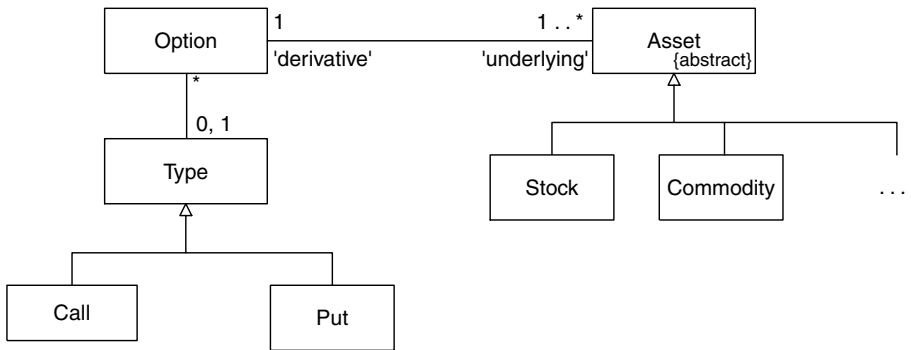 Option
1
1 . . *
Asset
{abstract}
'derivative'
'underlying'
*
0, 1
Type
Stock
Commodity
. . .
Call
Put